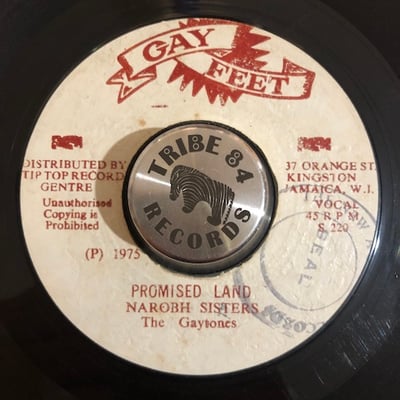 GAY
FEET
TRIBE 84
RECORDS
DISTRIBUTED BY
TIP TOP RECORD
GENTRE
Unauthorised
Copying is
Prohibited
(P) 1975
37 ORANGE ST.
KINGSTON
JAMAICA, W.I.
VOCAL
45 R.P.M.
S 220
PROMISED LAND
NAROBH SISTERS
The Gaytones